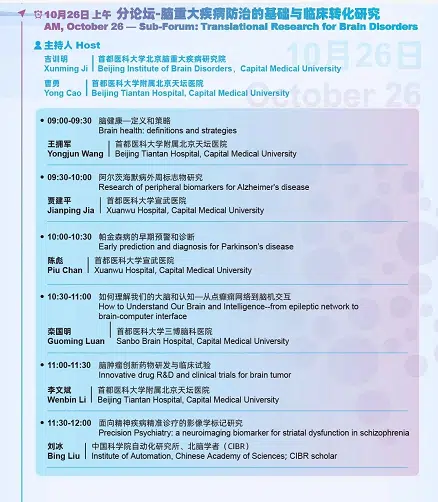 10月26日上午 分论坛-脑重大疾病防治的基础与临床转化研究
AM, October 26 — Sub-Forum: Translational Research for Brain Disorders
10月26日
October 26
主持人 Host
吉训明 首都医科大学北京脑重大疾病研究院
Xunming Ji Beijing Institute of Brain Disorders, Capital Medical University
曹勇 首都医科大学附属北京天坛医院
Yong Cao Beijing Tiantan Hospital, Capital Medical University
09:00-09:30 脑健康—定义和策略
Brain health: definitions and strategies
王拥军 首都医科大学附属北京天坛医院
Yongjun Wang Beijing Tiantan Hospital, Capital Medical University
09:30-10:00 阿尔茨海默病外周标志物研究
Research of peripheral biomarkers for Alzheimer's disease
贾建平 首都医科大学宣武医院
Jianping Jia Xuanwu Hospital, Capital Medical University
10:00-10:30 帕金森病的早期预警和诊断
Early prediction and diagnosis for Parkinson's disease
陈彪 首都医科大学宣武医院
Piu Chan Xuanwu Hospital, Capital Medical University
10:30-11:00 如何理解我们的大脑和认知—从点癫痫网络到脑机交互
How to Understand Our Brain and Intelligence--from epileptic network to
brain-computer interface
栾国明 首都医科大学三博脑科医院
Guoming Luan Sanbo Brain Hospital, Capital Medical University
11:00-11:30 脑肿瘤创新药物研发与临床试验
Innovative drug R&D and clinical trials for brain tumor
李文斌 首都医科大学附属北京天坛医院
Wenbin Li Beijing Tiantan Hospital, Capital Medical University
11:30-12:00 面向精神疾病精准诊疗的影像学标记研究
Precision Psychiatry: a neuroimaging biomarker for striatal dysfunction in schizophrenia
刘冰 中国科学院自动化研究所、北脑学者（CIBR）
Bing Liu Institute of Automation, Chinese Academy of Sciences; CIBR scholar